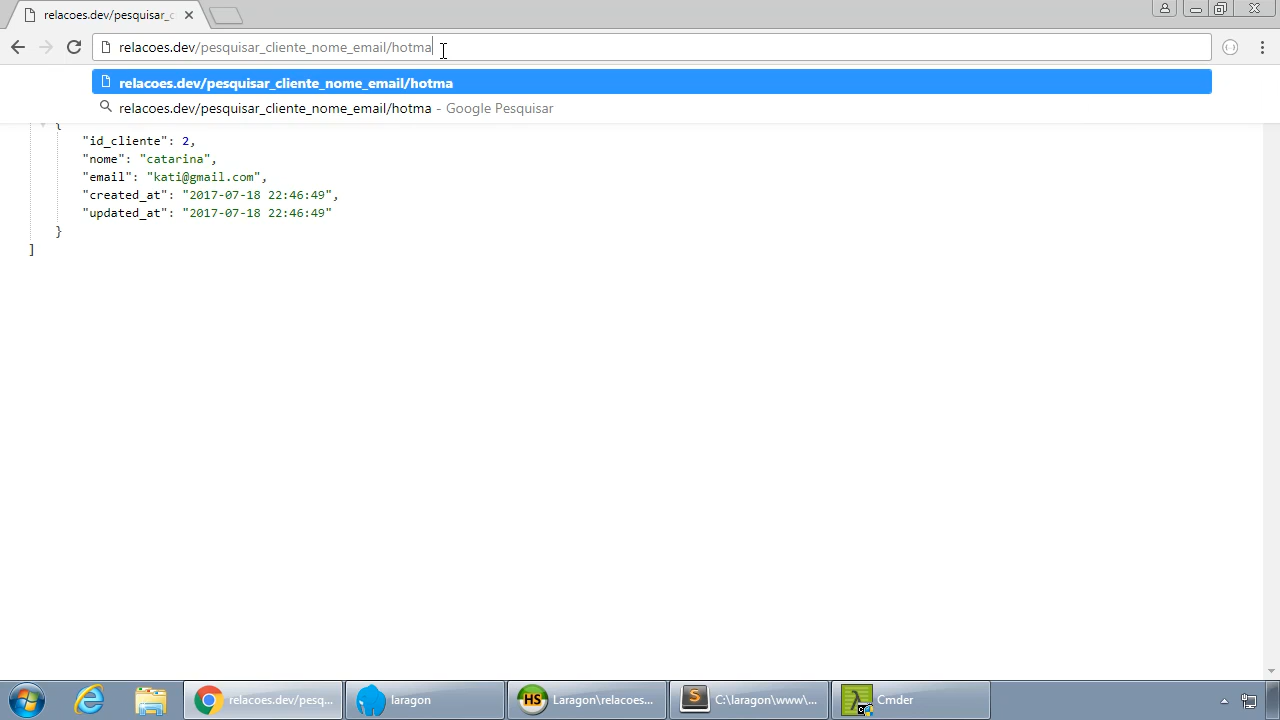 relacoes.dev/pesquisar_c
relacoes.dev/pesquisar_cliente_nome_email/hotma
relacoes.dev/pesquisar_cliente_nome_email/hotma
relacoes.dev/pesquisar_cliente_nome_email/hotma - Google Pesquisar
{
"id_cliente": 2,
"nome": "catarina",
"email": "kati@gmail.com",
"created_at": "2017-07-18 22:46:49",
"updated_at": "2017-07-18 22:46:49"
}
]
relacoes.dev/pesq...
laragon
HS Laragon\relacoes...
C:\laragon\www\...
Cmder